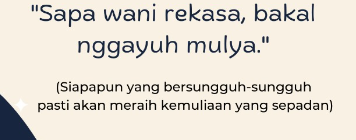 "Sapa wani rekasa, bakal
nggayuh mulya."
(Siapapun yang bersungguh-sungguh
pasti akan meraih kemuliaan yang sepadan)